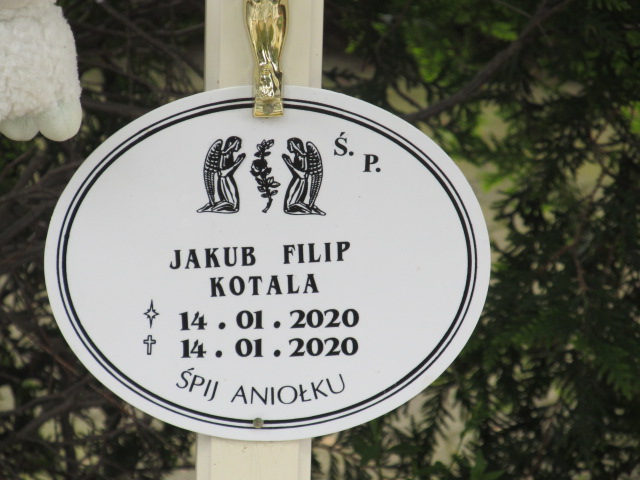 Ś. P.
JAKUB FILIP
KOTALA
14.01.2020
14.01.2020
ŚPIJ ANIOŁKU